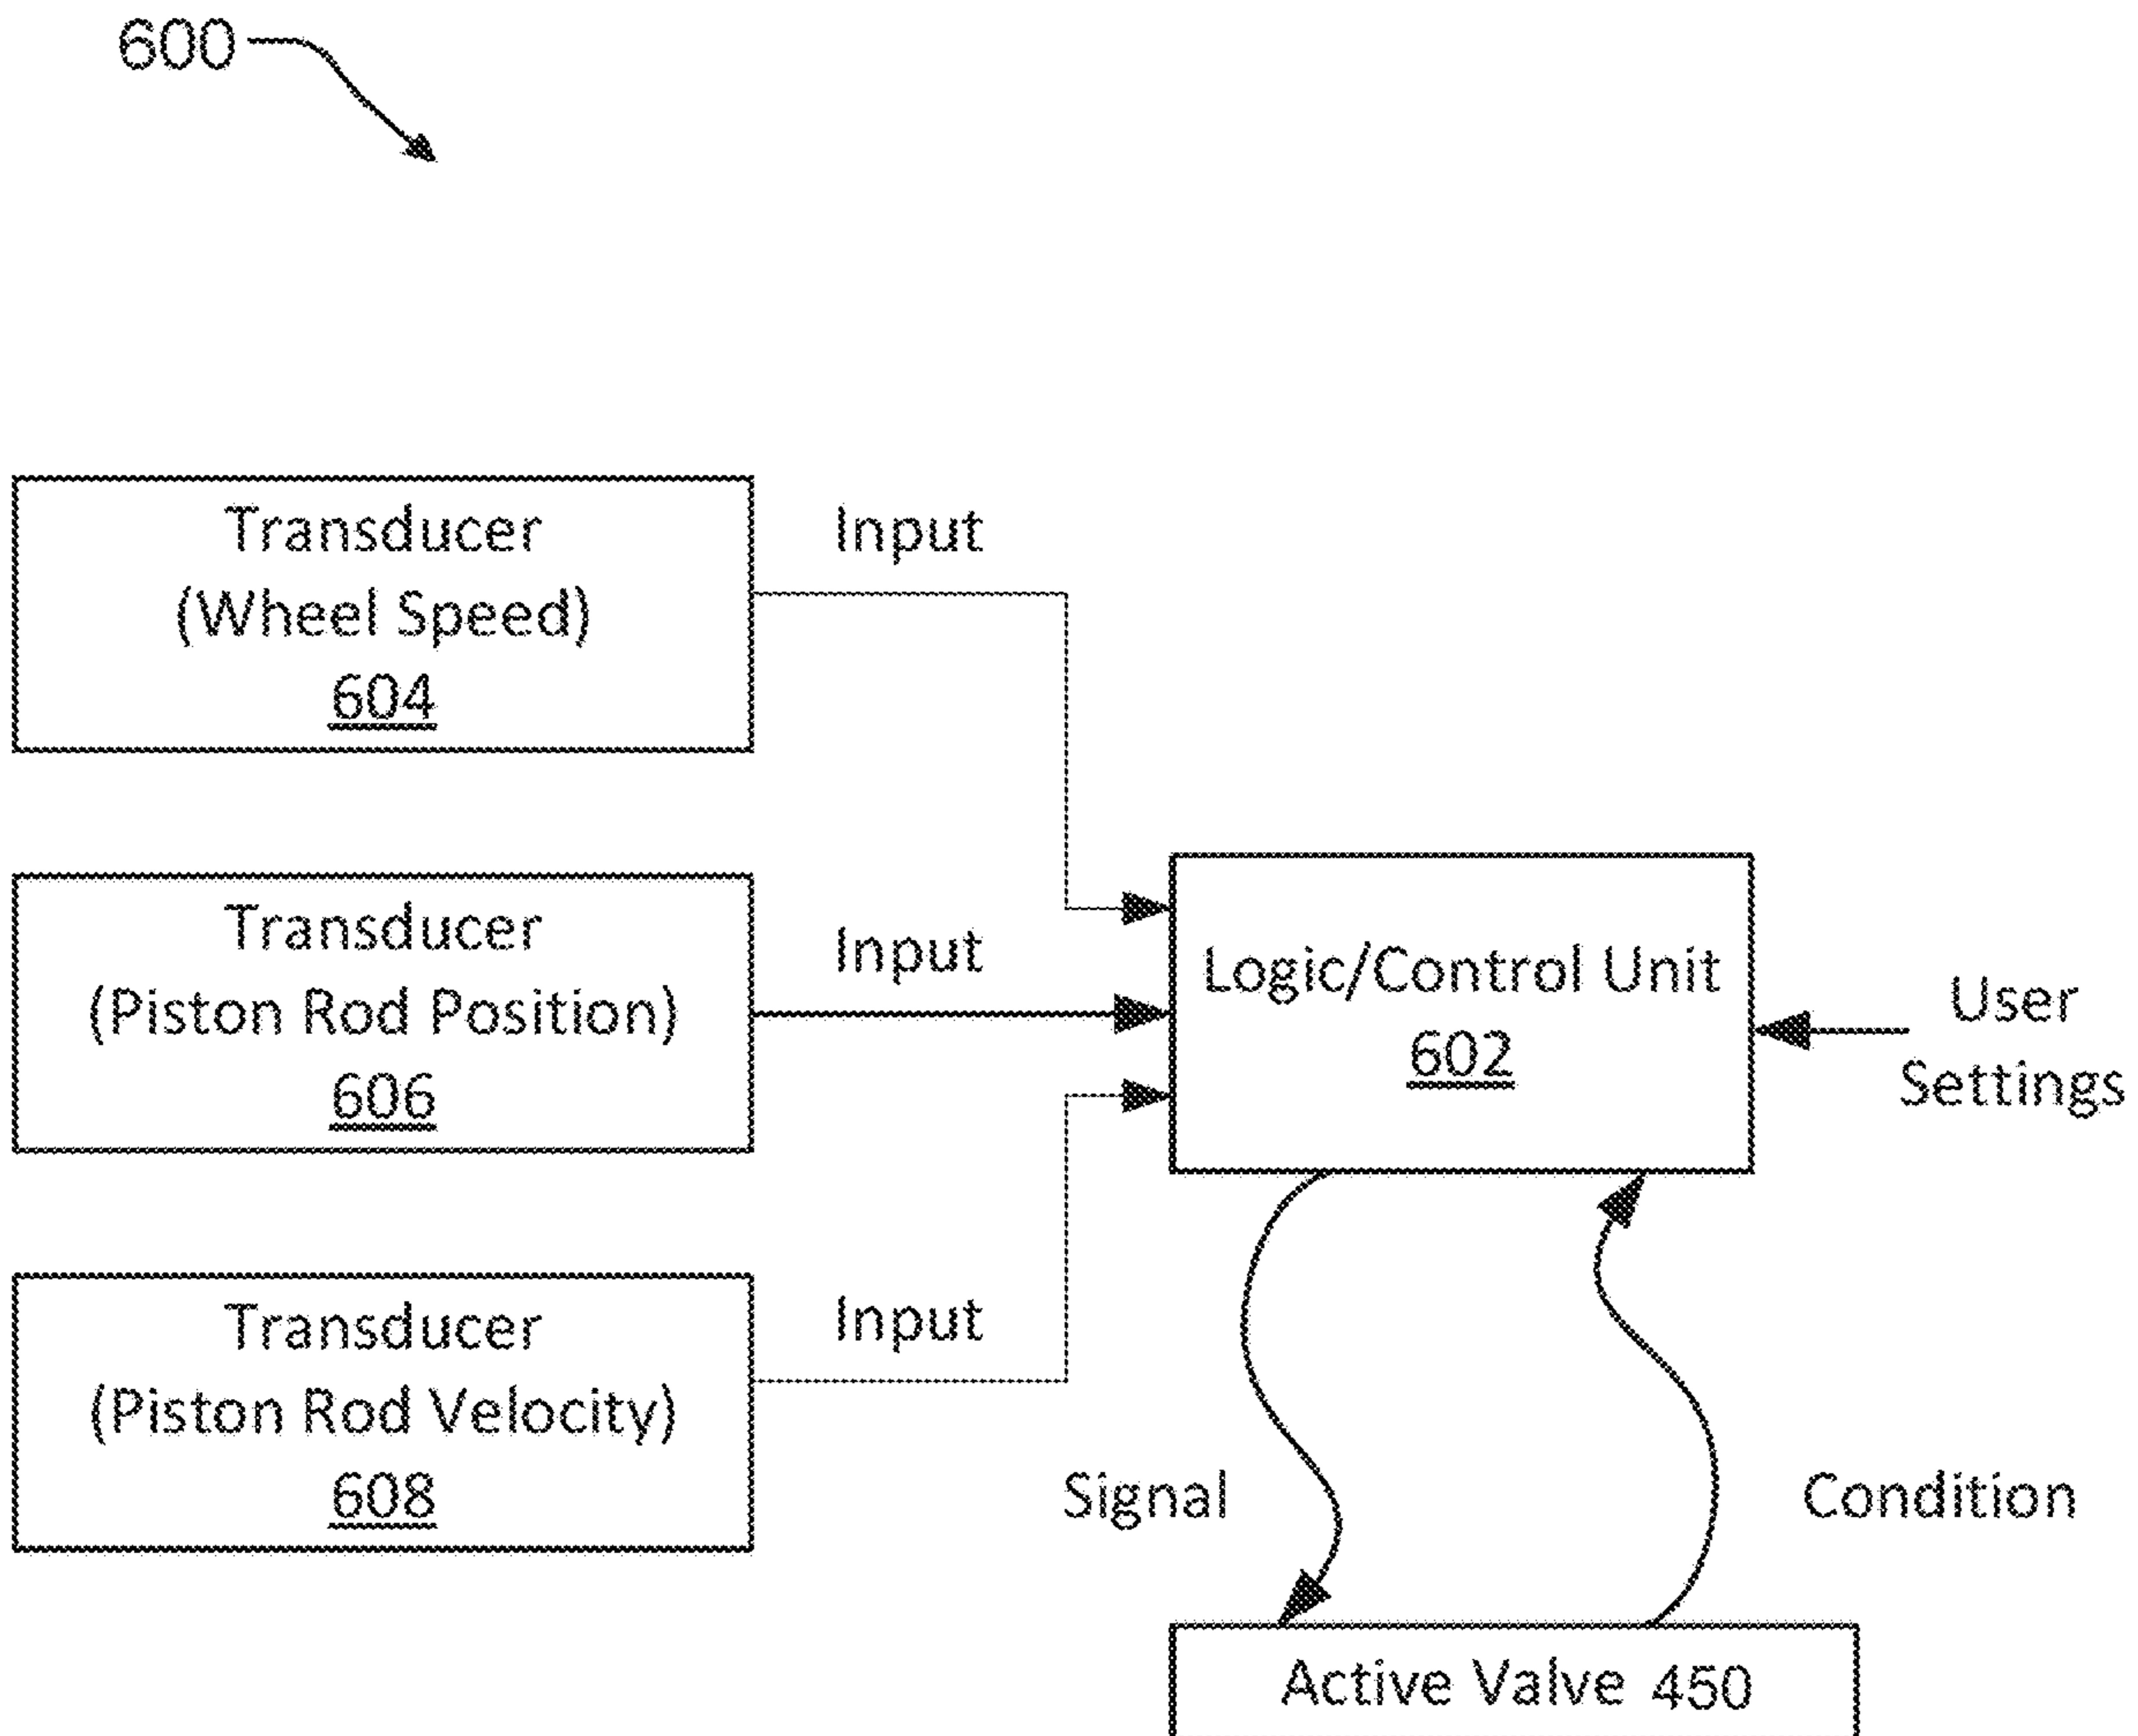 600
Transducer
(Wheel Speed)
604
Input
Transducer
(Piston Rod Position)
606
Input
Logic/Control Unit
602
User
Settings
Transducer
(Piston Rod Velocity)
608
Input
Signal
Condition
Active Valve 450